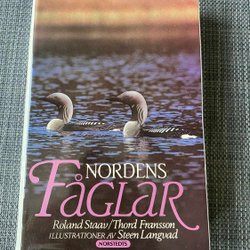 NORDENS
FÅGLAR
Roland Staav/Thord Fransson
ILLUSTRATIONER AV Steen Langvad
NORSTEDTS